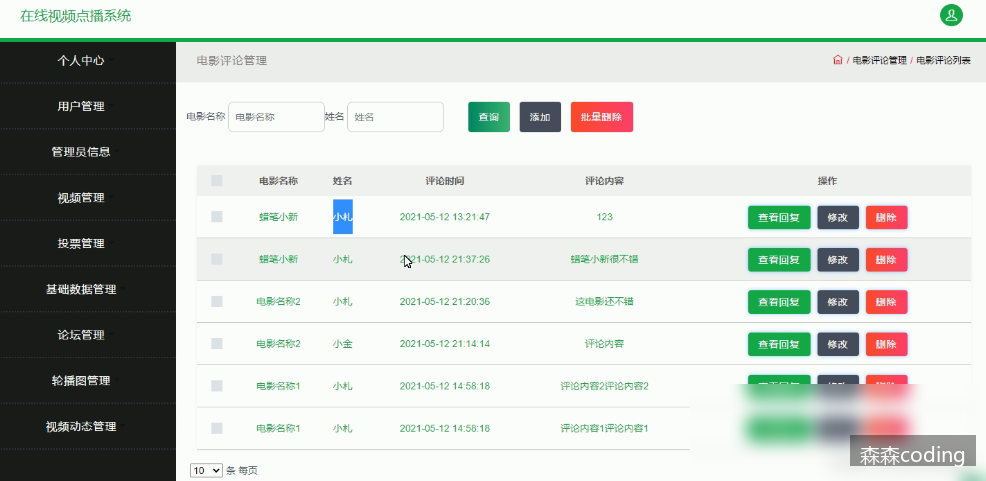 在线视频点播系统
个人中心
用户管理
管理员信息
视频管理
投票管理
基础数据管理
论坛管理
轮播图管理
视频动态管理
电影评论管理
/ 电影评论管理 / 电影评论列表
电影名称 电影名称 姓名 姓名 查询 添加 批量删除
电影名称 姓名 评论时间 评论内容 操作
蜡笔小新 小札 2021-05-12 13:21:47 123 查看回复 修改 删除
蜡笔小新 小札 2021-05-12 21:37:26 蜡笔小新很不错 查看回复 修改 删除
电影名称2 小札 2021-05-12 21:20:36 这电影还不错 查看回复 修改 删除
电影名称2 小金 2021-05-12 21:14:14 评论内容 查看回复 修改 删除
电影名称1 小札 2021-05-12 14:58:18 评论内容2评论内容2
电影名称1 小札 2021-05-12 14:58:18 评论内容1评论内容1
10 条 每页
森森coding